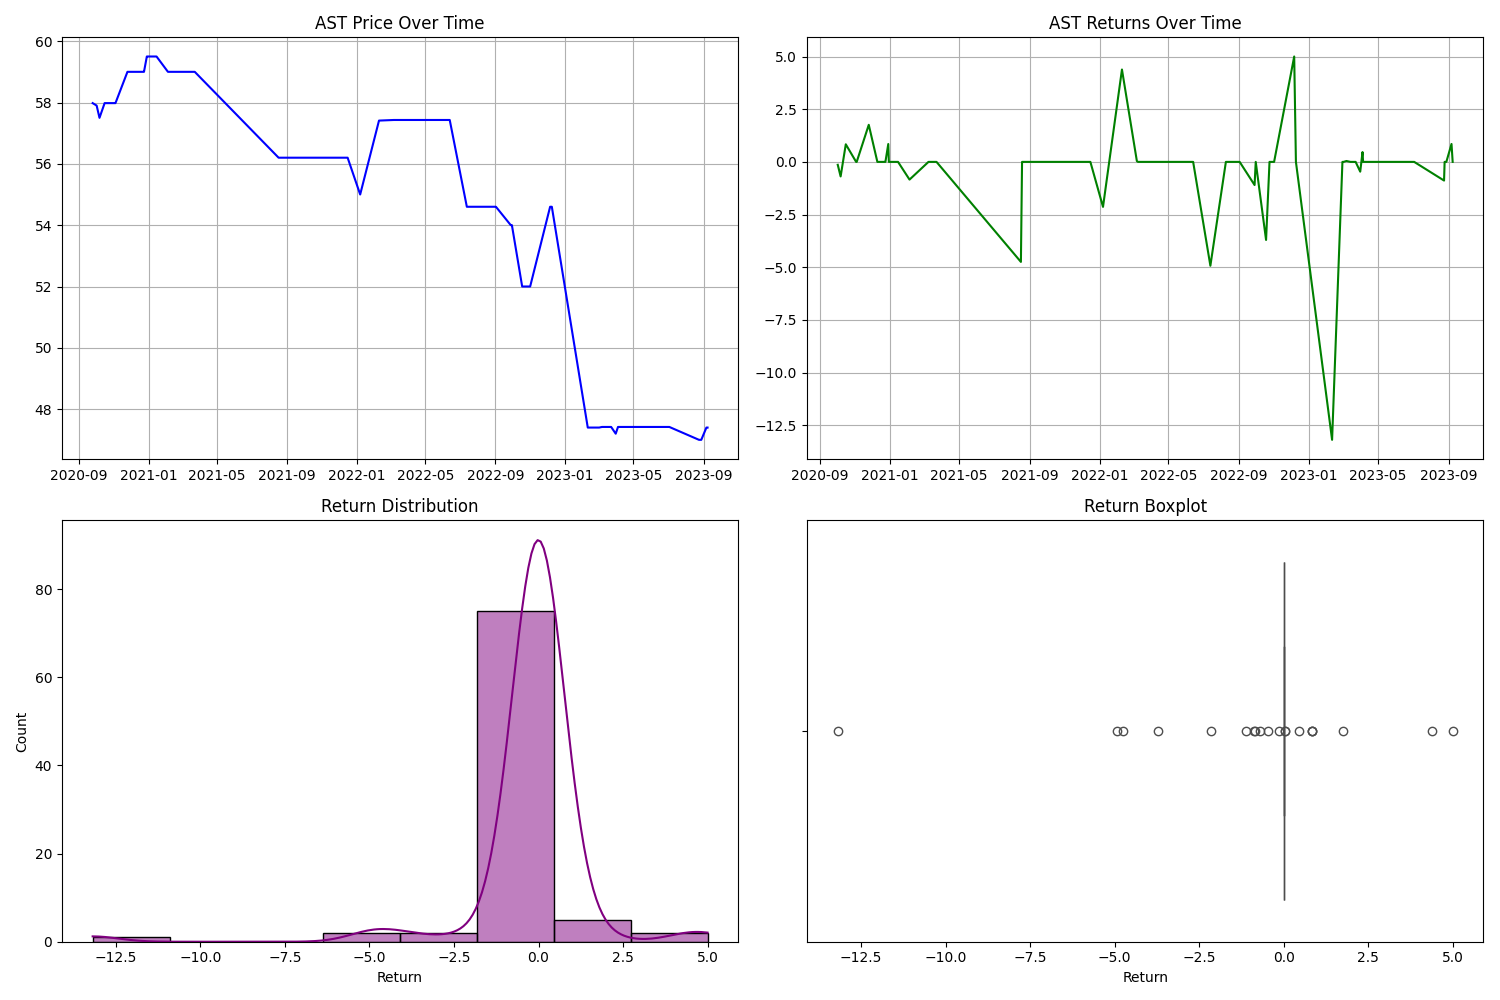 AST Price Over Time
60
58
56
54
52
50
48
2020-09 2021-01 2021-05 2021-09 2022-01 2022-05 2022-09 2023-01 2023-05 2023-09
AST Returns Over Time
5.0
2.5
0.0
−2.5
−5.0
−7.5
−10.0
−12.5
2020-09 2021-01 2021-05 2021-09 2022-01 2022-05 2022-09 2023-01 2023-05 2023-09
Return Distribution
Count
80
60
40
20
0
−12.5 −10.0 −7.5 −5.0 −2.5 0.0 2.5 5.0
Return
Return Boxplot
−12.5 −10.0 −7.5 −5.0 −2.5 0.0 2.5 5.0
Return